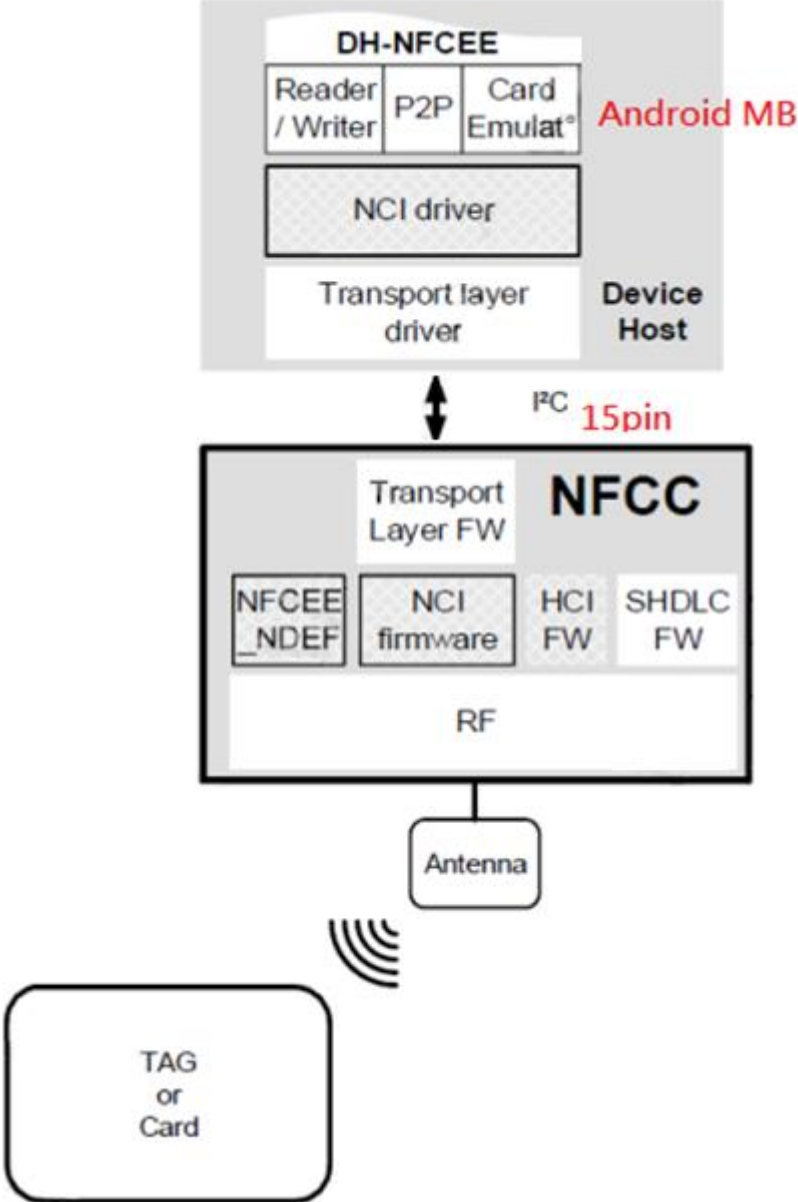 DH-NFCEE
Reader
/ Writer
P2P
Card
Emulat°
Android MB
NCI driver
Transport layer
driver
Device
Host
I²C
15pin
Transport
Layer FW
NFCC
NFCEE
_NDEF
NCI
firmware
HCI
FW
SHDLC
FW
RF
Antenna
TAG
or
Card